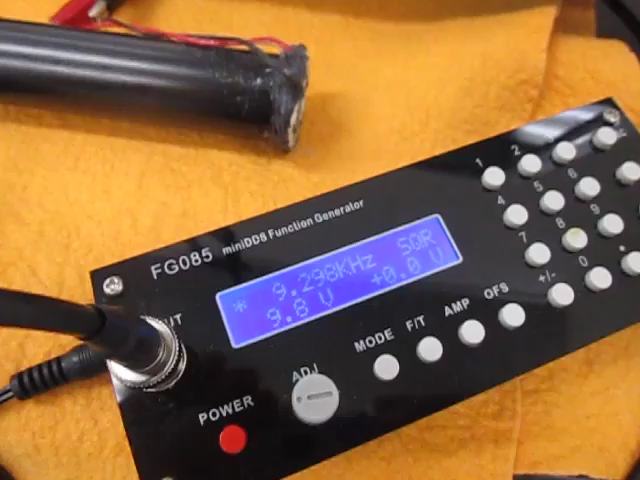 FG085 miniDDS Function Generator
* 9.298KHz SQR
9.8 V +0.0 V
MODE F/T AMP OFS
ADJ
POWER
1 2
4 5 6
7 8 9
+/- 0